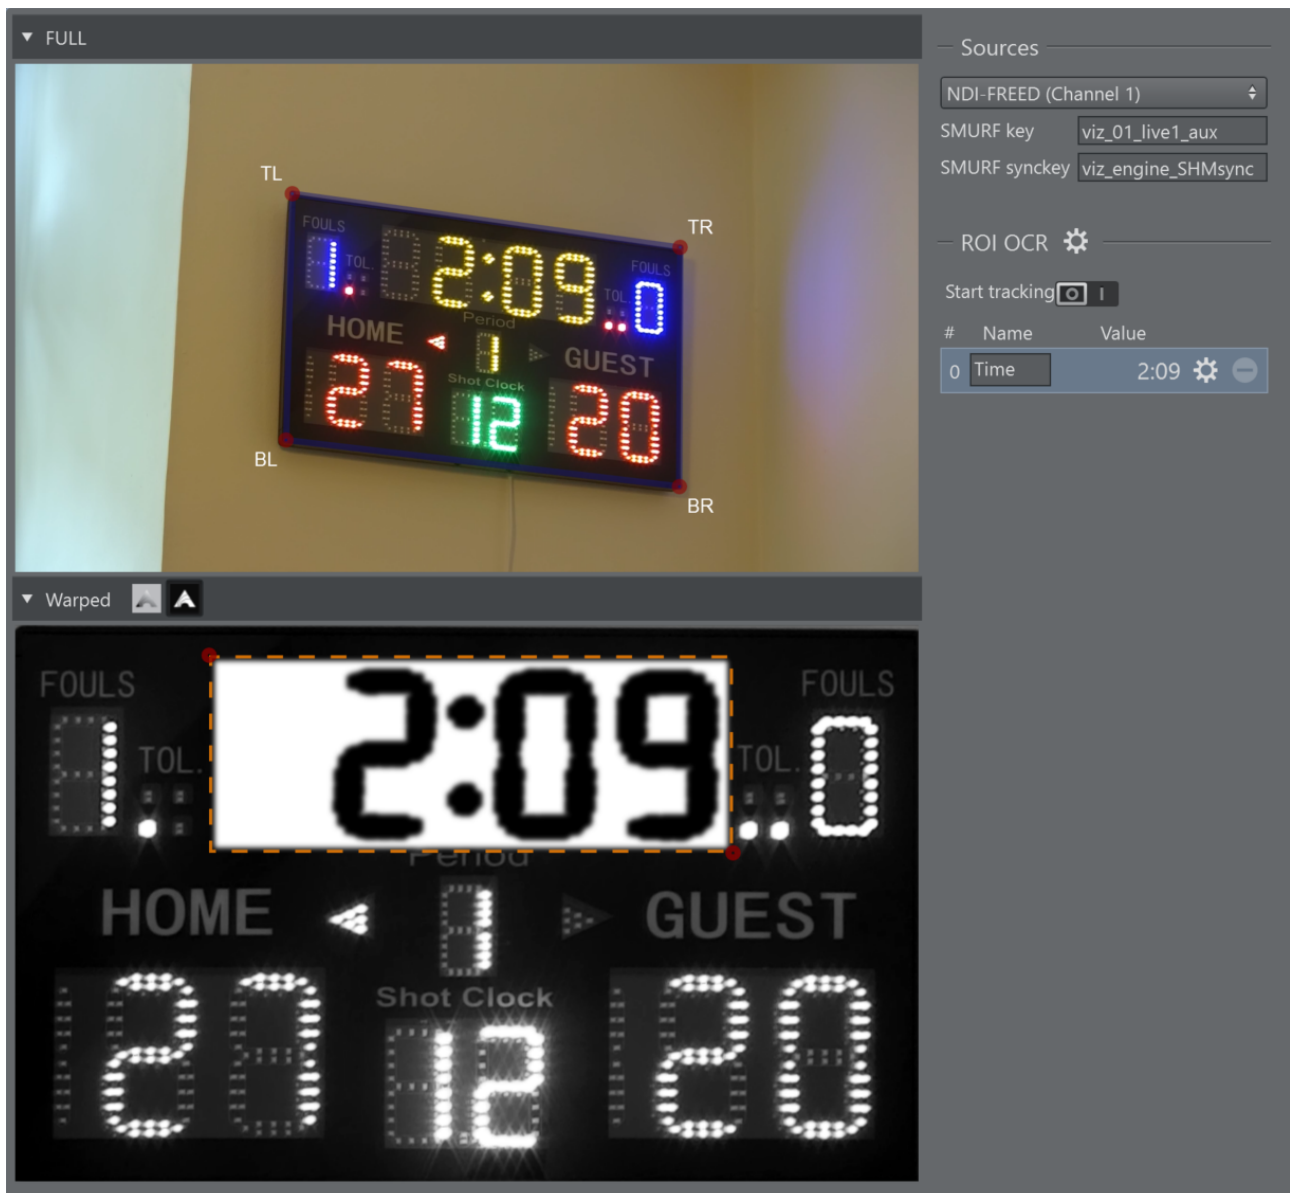 FULL
TL
TR
FOULS
1
TOL.
2:09
FOULS
TOL.
0
HOME
Period
1
GUEST
27
Shot Clock
12
20
BL
BR
Warped
FOULS
1
TOL.
2:09
TOL.
FOULS
0
Period
HOME
1
GUEST
27
Shot Clock
12
20
Sources
NDI-FREED (Channel 1)
SMURF key viz_01_live1_aux
SMURF synckey viz_engine_SHMsync
ROI OCR
Start tracking O I
# Name Value
0 Time 2:09